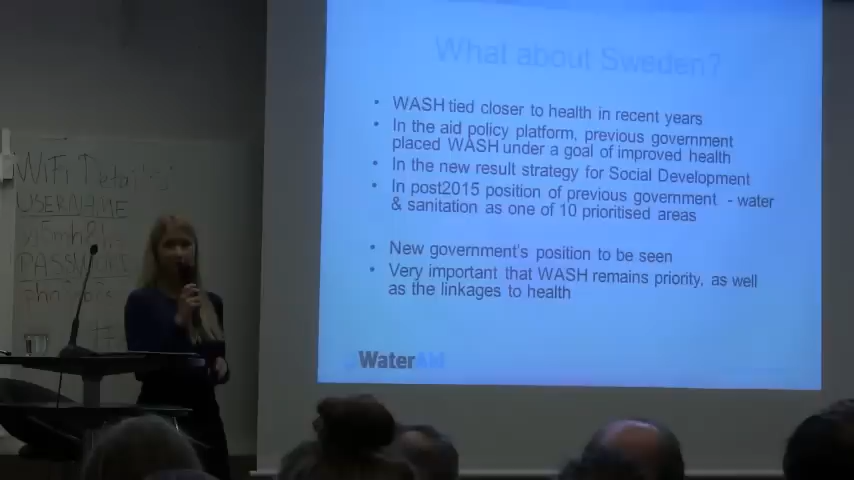 What about Sweden?
• WASH tied closer to health in recent years
• In the aid policy platform, previous government
placed WASH under a goal of improved health
• In the new result strategy for Social Development
• In post2015 position of previous government - water
& sanitation as one of 10 prioritised areas
• New government's position to be seen
• Very important that WASH remains priority, as well
as the linkages to health
WaterAid
WiFi Details
USERNAME
PASSWORD